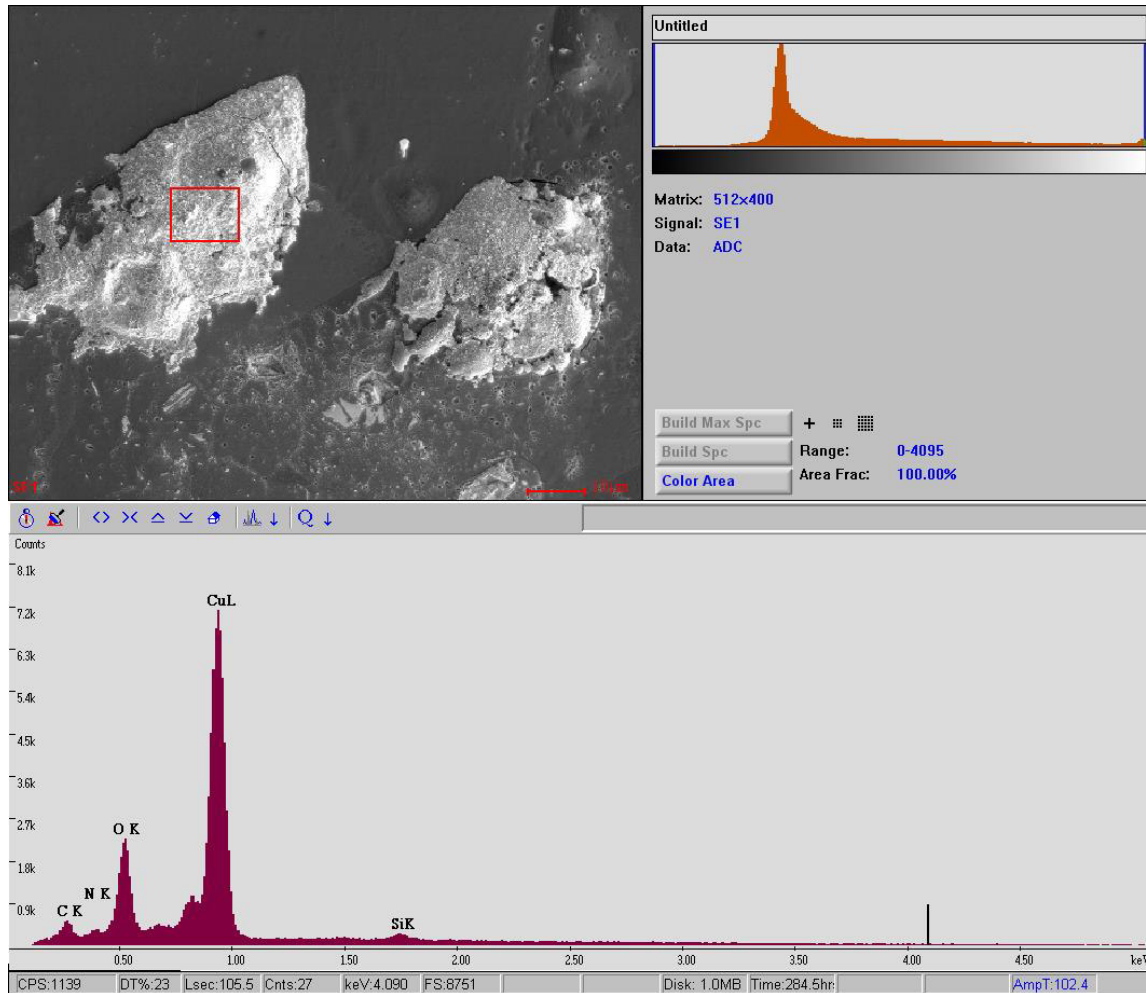 Untitled
Matrix: 512x400
Signal: SE1
Data: ADC
Build Max Spc
Build Spc
Color Area
Range: 0-4095
Area Frac: 100.00%
SE1
Q
Counts
8.1k
7.2k
6.3k
5.4k
4.5k
3.6k
2.7k
1.8k
0.9k
CuL
O K
N K
C K
SiK
0.50 1.00 1.50 2.00 2.50 3.00 3.50 4.00 4.50 keV
CPS:1139 DT%:23 Lsec:105.5 Cnts:27 keV:4.090 FS:8751 Disk: 1.0MB Time:284.5hr AmpT:102.4